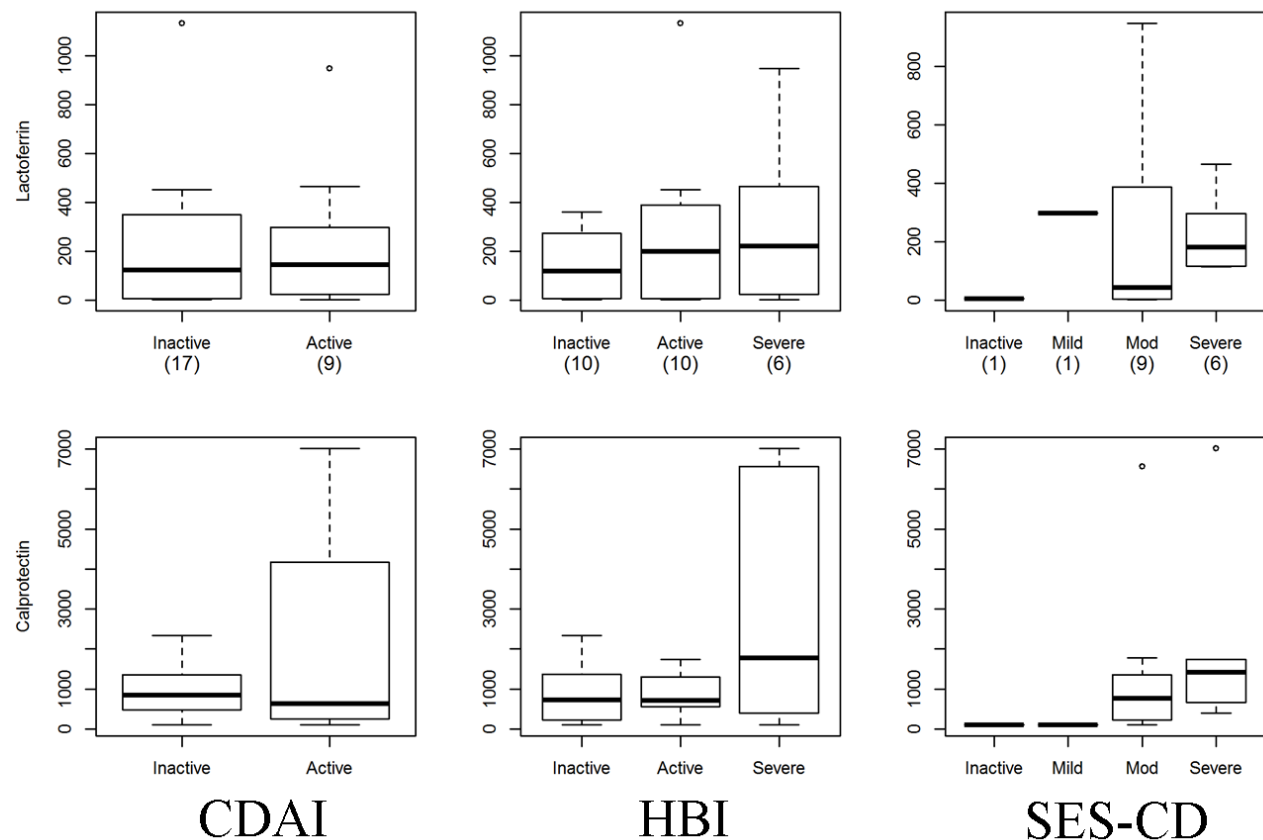 Lactoferrin
0 200 400 600 800 1000
Inactive Active
(17) (9)
0 200 400 600 800 1000
Inactive Active Severe
(10) (10) (6)
0 200 400 600 800
Inactive Mild Mod Severe
(1) (1) (9) (6)
Calprotectin
0 1000 3000 5000 7000
Inactive Active
0 1000 3000 5000 7000
Inactive Active Severe
0 1000 3000 5000 7000
Inactive Mild Mod Severe
CDAI HBI SES-CD